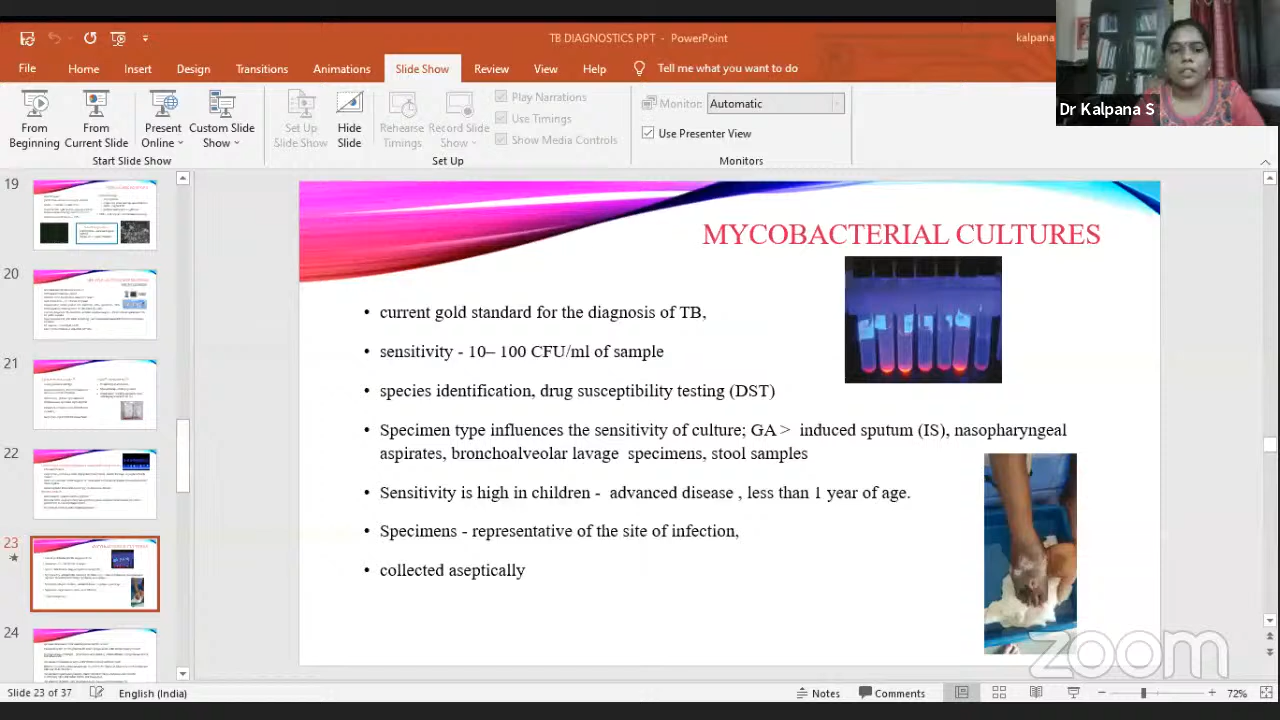 TB DIAGNOSTICS PPT - PowerPoint
kalpana
File Home Insert Design Transitions Animations Slide Show Review View Help Tell me what you want to do
From Beginning
From Current Slide
Present Online
Custom Slide Show
Set Up Slide Show
Hide Slide
Rehearse Timings
Record Slide Show
Play Narrations
Use Timings
Show Media Controls
Monitor: Automatic
Use Presenter View
Start Slide Show
Set Up
Monitors
Dr Kalpana S
19
20
21
22
23
24
MYCOBACTERIAL CULTURES
• current gold standard for the diagnosis of TB,
• sensitivity - 10–100 CFU/ml of sample
• species identification, drug susceptibility testing (DST)
• Specimen type influences the sensitivity of culture: GA > induced sputum (IS), nasopharyngeal
aspirates, bronchoalveolar lavage specimens, stool samples
• Sensitivity is better in children - advanced disease, less than 1 year of age.
• Specimens - representative of the site of infection,
• collected aseptically
zoom
Slide 23 of 37 English (India) Notes Comments 72%